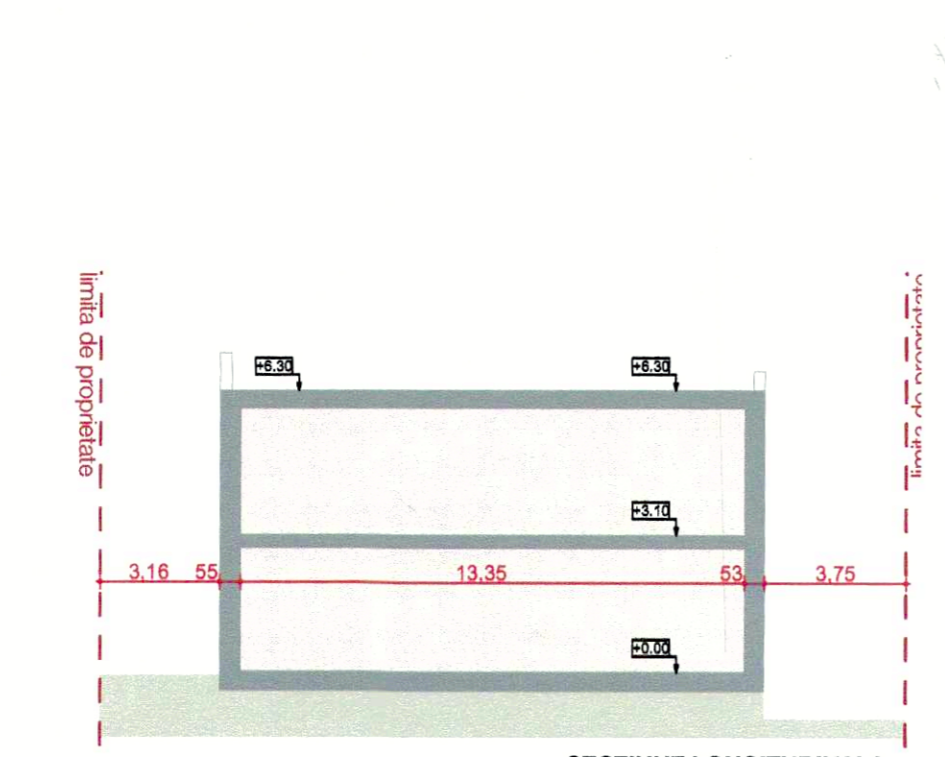 limita de proprietate
limita de proprietate
+6.30
+6.30
+3.10
3,16 55 13,35 53 3,75
+0.00